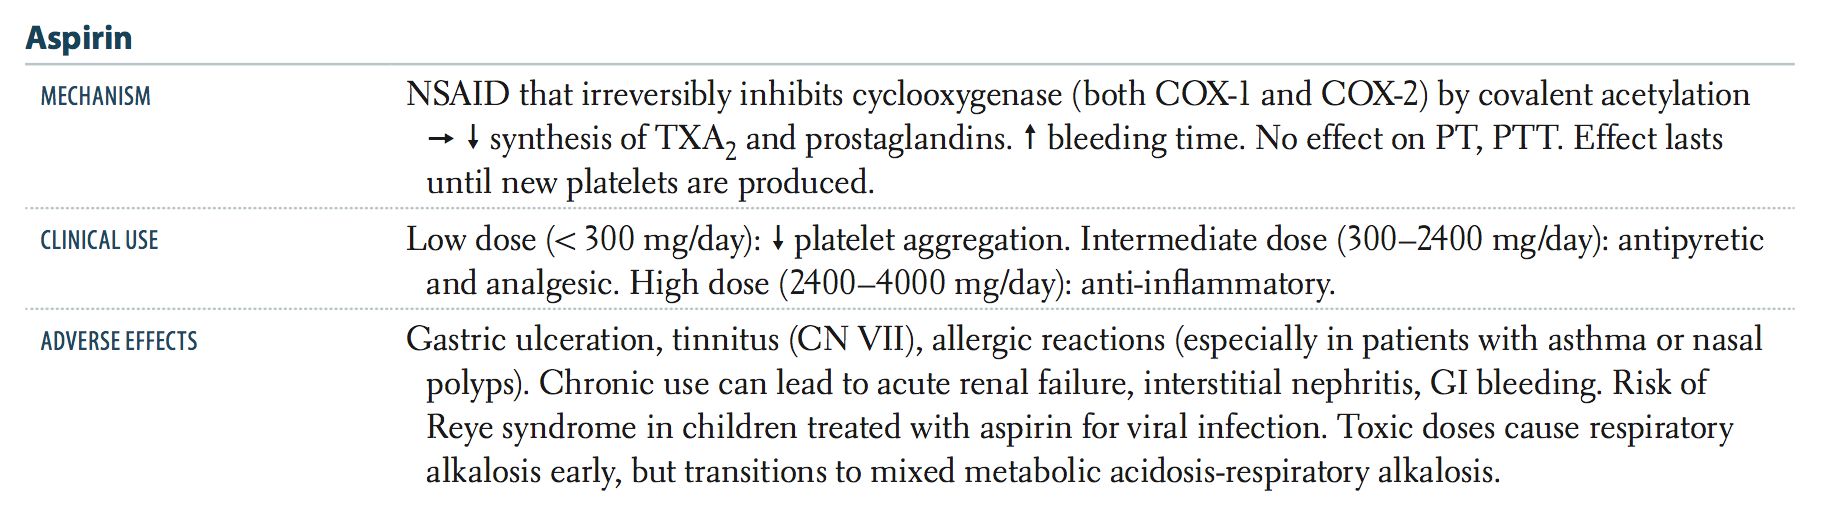 Aspirin
MECHANISM
NSAID that irreversibly inhibits cyclooxygenase (both COX-1 and COX-2) by covalent acetylation
→ ↓ synthesis of TXA₂ and prostaglandins. ↑ bleeding time. No effect on PT, PTT. Effect lasts
until new platelets are produced.
CLINICAL USE
Low dose (< 300 mg/day): ↓ platelet aggregation. Intermediate dose (300–2400 mg/day): antipyretic
and analgesic. High dose (2400–4000 mg/day): anti-inflammatory.
ADVERSE EFFECTS
Gastric ulceration, tinnitus (CN VII), allergic reactions (especially in patients with asthma or nasal
polyps). Chronic use can lead to acute renal failure, interstitial nephritis, GI bleeding. Risk of
Reye syndrome in children treated with aspirin for viral infection. Toxic doses cause respiratory
alkalosis early, but transitions to mixed metabolic acidosis-respiratory alkalosis.